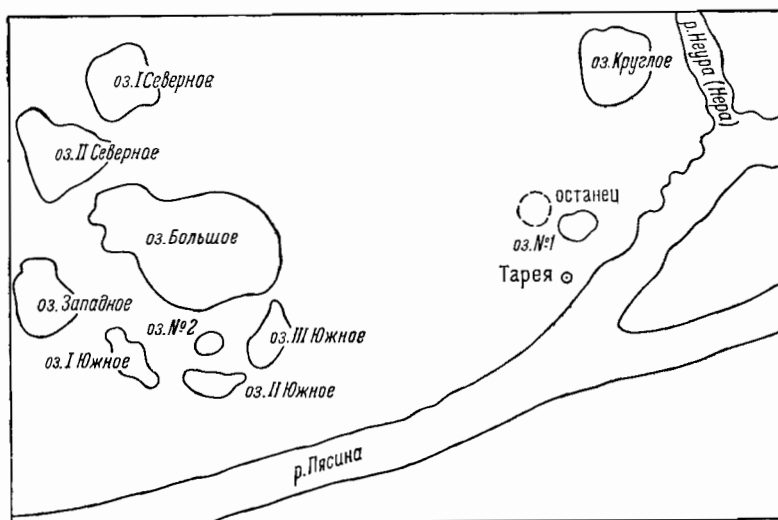 оз. I Северное
оз. Круглое
р. Неура (Нера)
оз. II Северное
останец
оз. Большое
оз. №1
Тарея
оз. Западное
оз. №2
оз. III Южное
оз. I Южное
оз. II Южное
р. Пясина